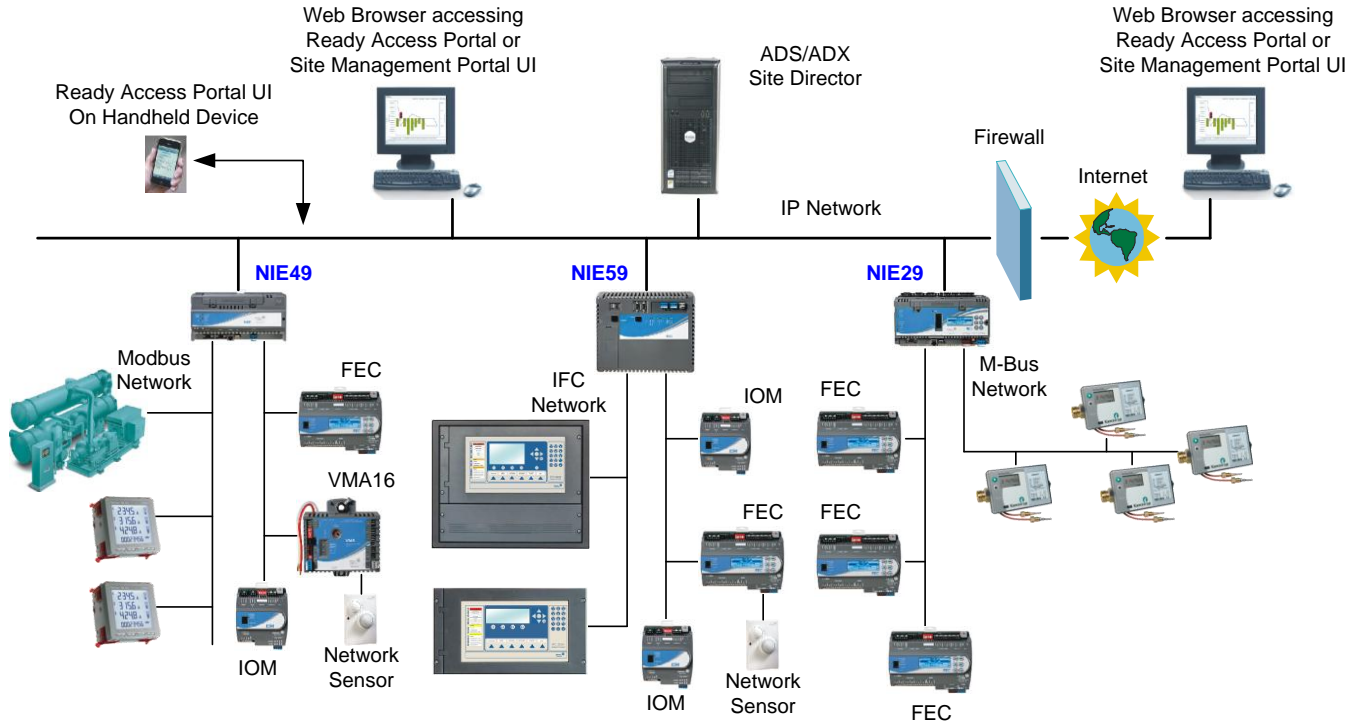 Web Browser accessing
Ready Access Portal or
Site Management Portal UI
ADS/ADX
Site Director
Web Browser accessing
Ready Access Portal or
Site Management Portal UI
Ready Access Portal UI
On Handheld Device
Firewall
Internet
IP Network
NIE49
NIE59
NIE29
Modbus
Network
FEC
IFC
Network
IOM
FEC
M-Bus
Network
VMA16
FEC
FEC
IOM
Network
Sensor
IOM
Network
Sensor
FEC